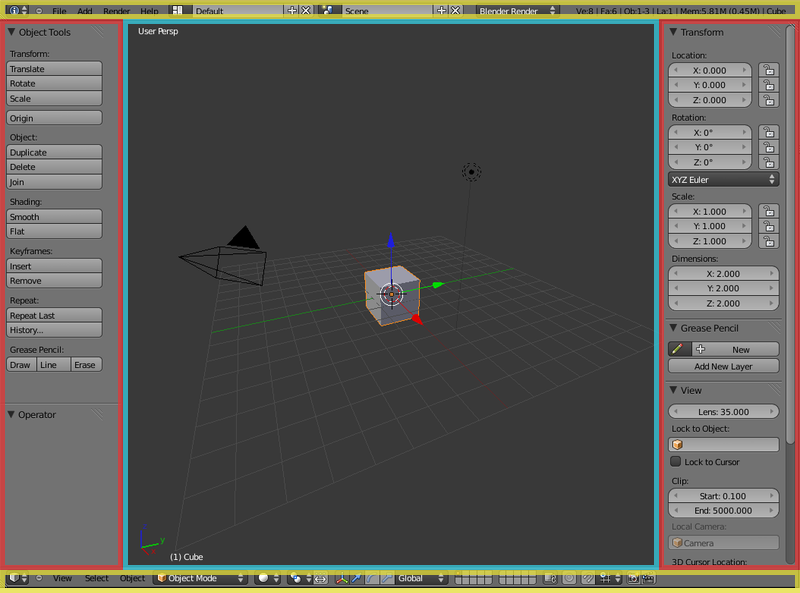 File Add Render Help Default Scene Blender Render Ve:8 | Fa:6 | Ob:1-3 | La:1 | Mem:5.81M (0.45M) | Cube
Object Tools
Transform:
Translate
Rotate
Scale
Origin
Object:
Duplicate
Delete
Join
Shading:
Smooth
Flat
Keyframes:
Insert
Remove
Repeat:
Repeat Last
History...
Grease Pencil:
Draw Line Erase
Operator
User Persp
z
y
(1) Cube
Transform
Location:
X: 0.000
Y: 0.000
Z: 0.000
Rotation:
X: 0°
Y: 0°
Z: 0°
XYZ Euler
Scale:
X: 1.000
Y: 1.000
Z: 1.000
Dimensions:
X: 2.000
Y: 2.000
Z: 2.000
Grease Pencil
New
Add New Layer
View
Lens: 35.000
Lock to Object:
Lock to Cursor
Clip:
Start: 0.100
End: 5000.000
Local Camera:
Camera
3D Cursor Location:
View Select Object Object Mode Global